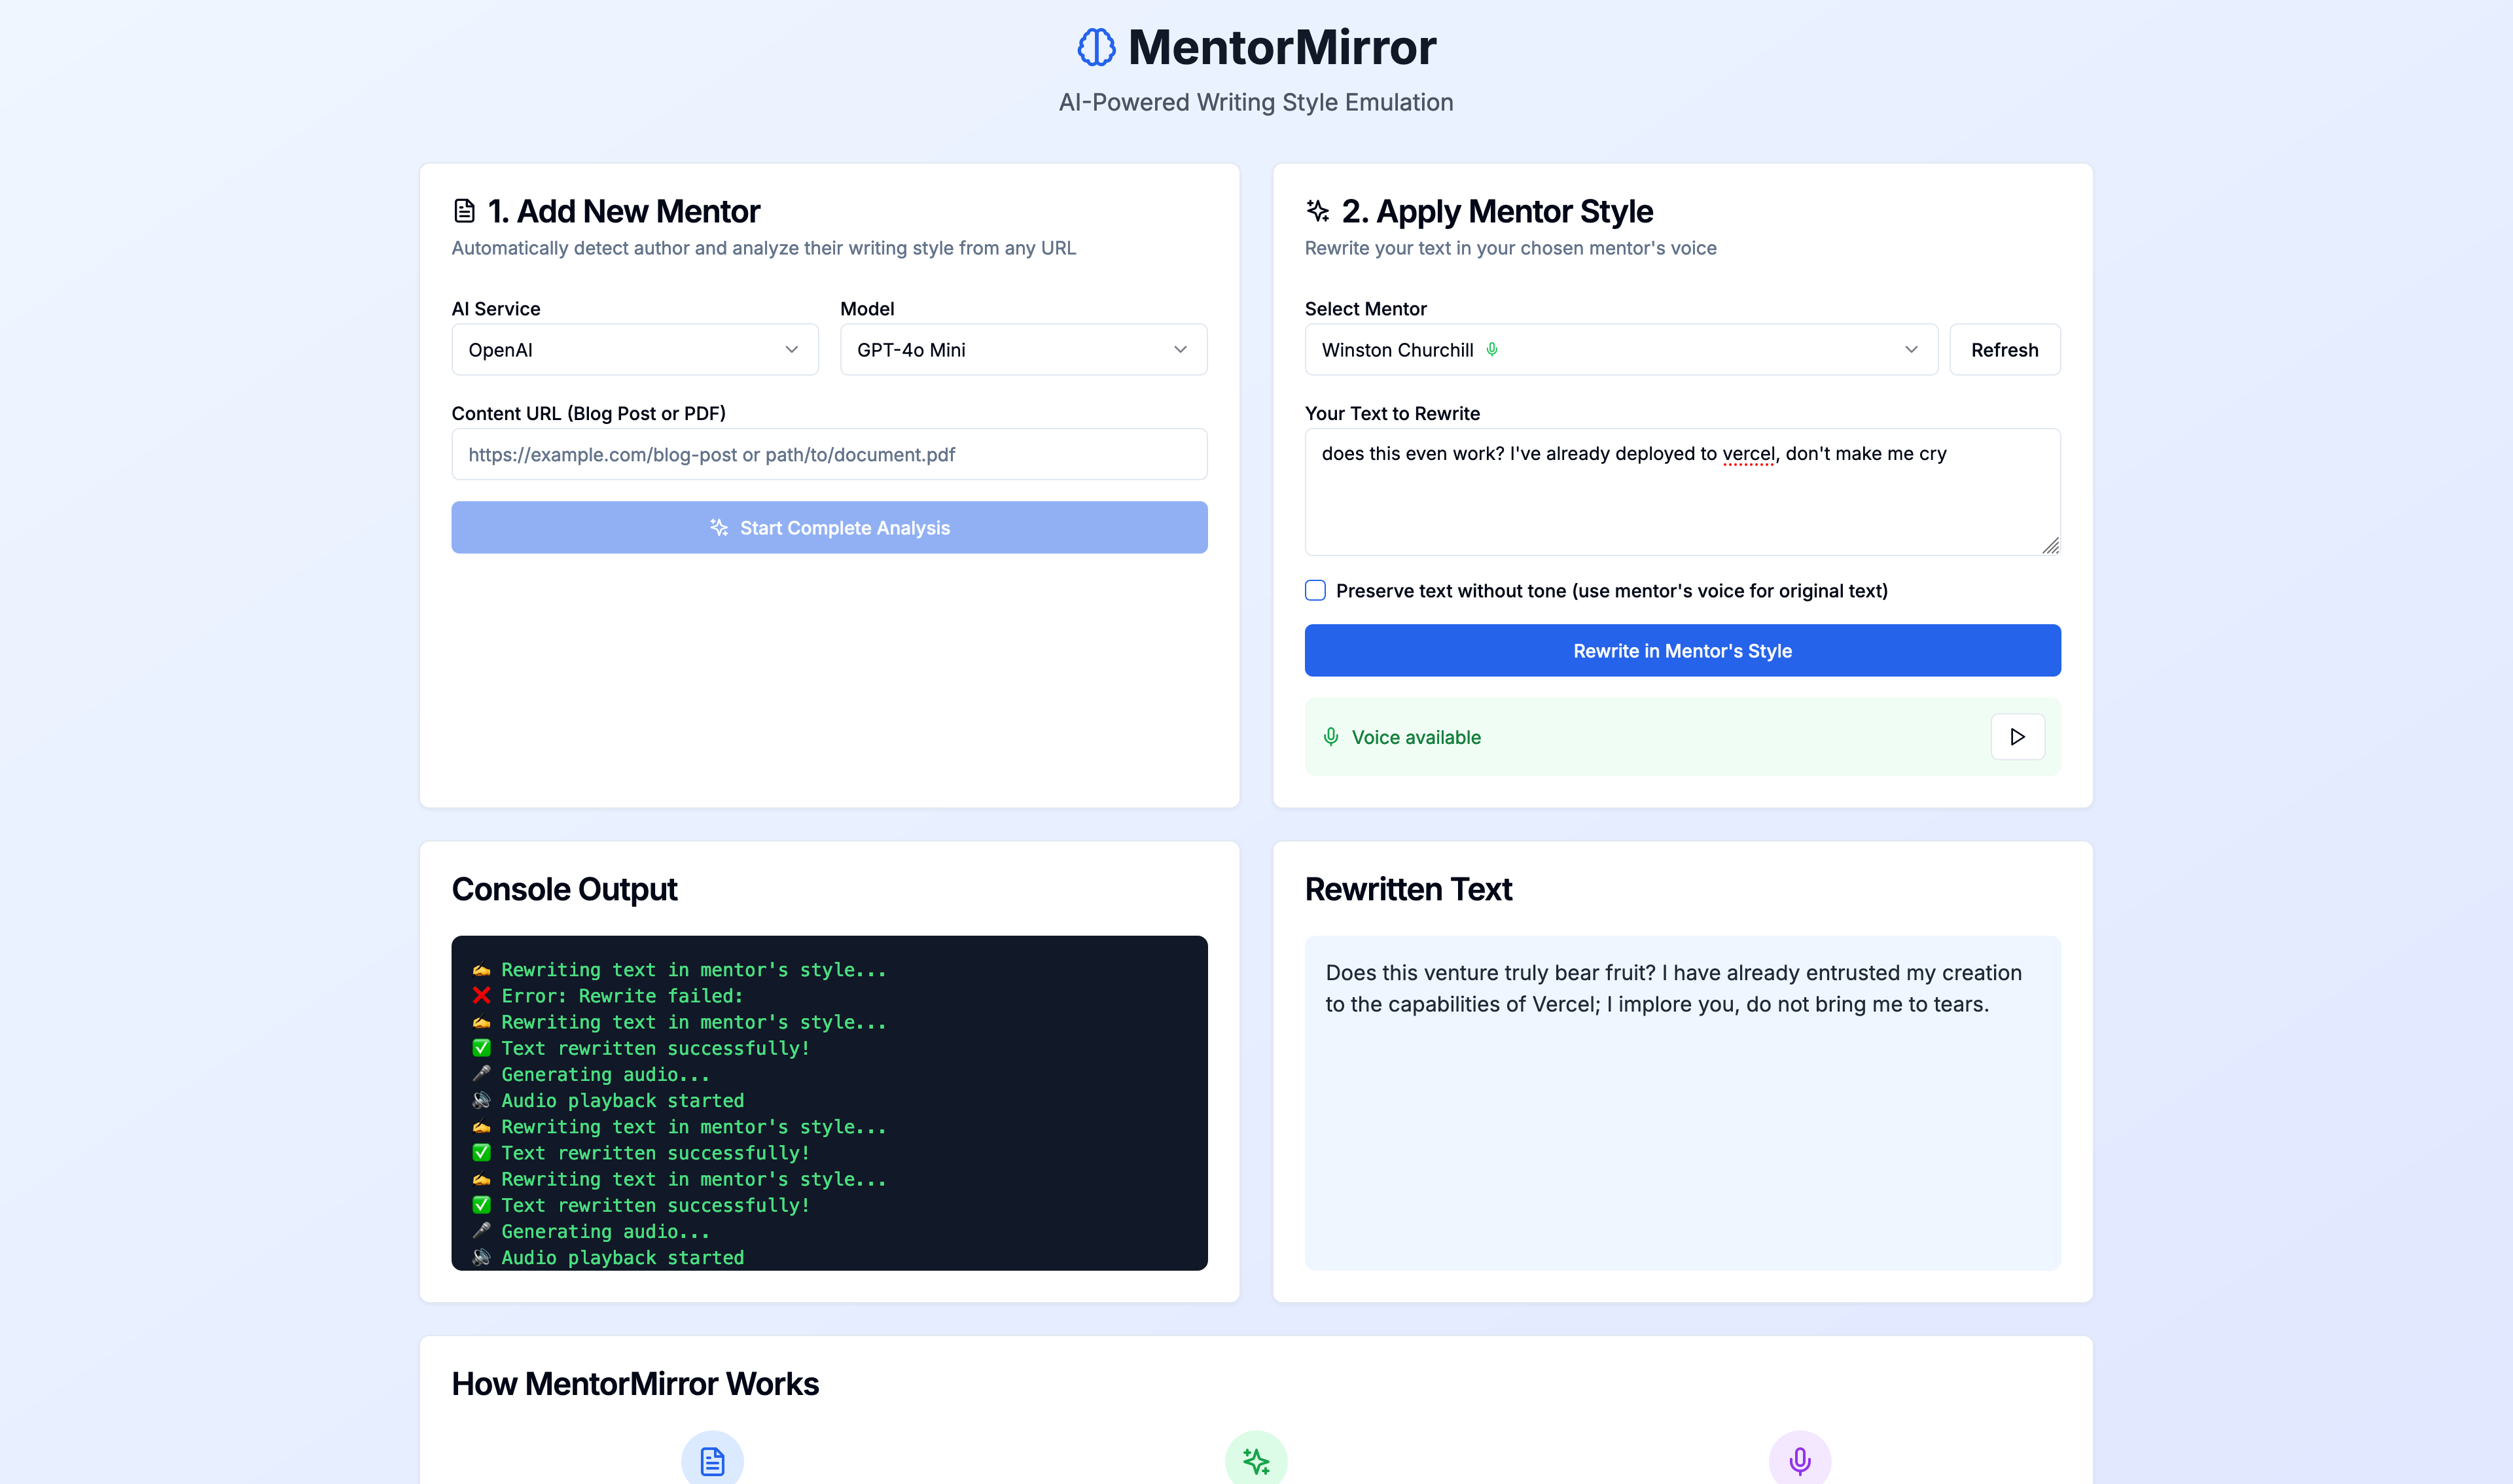 MentorMirror
AI-Powered Writing Style Emulation
1. Add New Mentor
Automatically detect author and analyze their writing style from any URL
AI Service
Model
OpenAI
GPT-4o Mini
Content URL (Blog Post or PDF)
https://example.com/blog-post or path/to/document.pdf
Start Complete Analysis
2. Apply Mentor Style
Rewrite your text in your chosen mentor's voice
Select Mentor
Winston Churchill
Refresh
Your Text to Rewrite
does this even work? I've already deployed to vercel, don't make me cry
Preserve text without tone (use mentor's voice for original text)
Rewrite in Mentor's Style
Voice available
Console Output
✍️ Rewriting text in mentor's style...
❌ Error: Rewrite failed:
✍️ Rewriting text in mentor's style...
✅ Text rewritten successfully!
🎤 Generating audio...
🔊 Audio playback started
✍️ Rewriting text in mentor's style...
✅ Text rewritten successfully!
✍️ Rewriting text in mentor's style...
✅ Text rewritten successfully!
🎤 Generating audio...
🔊 Audio playback started
Rewritten Text
Does this venture truly bear fruit? I have already entrusted my creation
to the capabilities of Vercel; I implore you, do not bring me to tears.
How MentorMirror Works